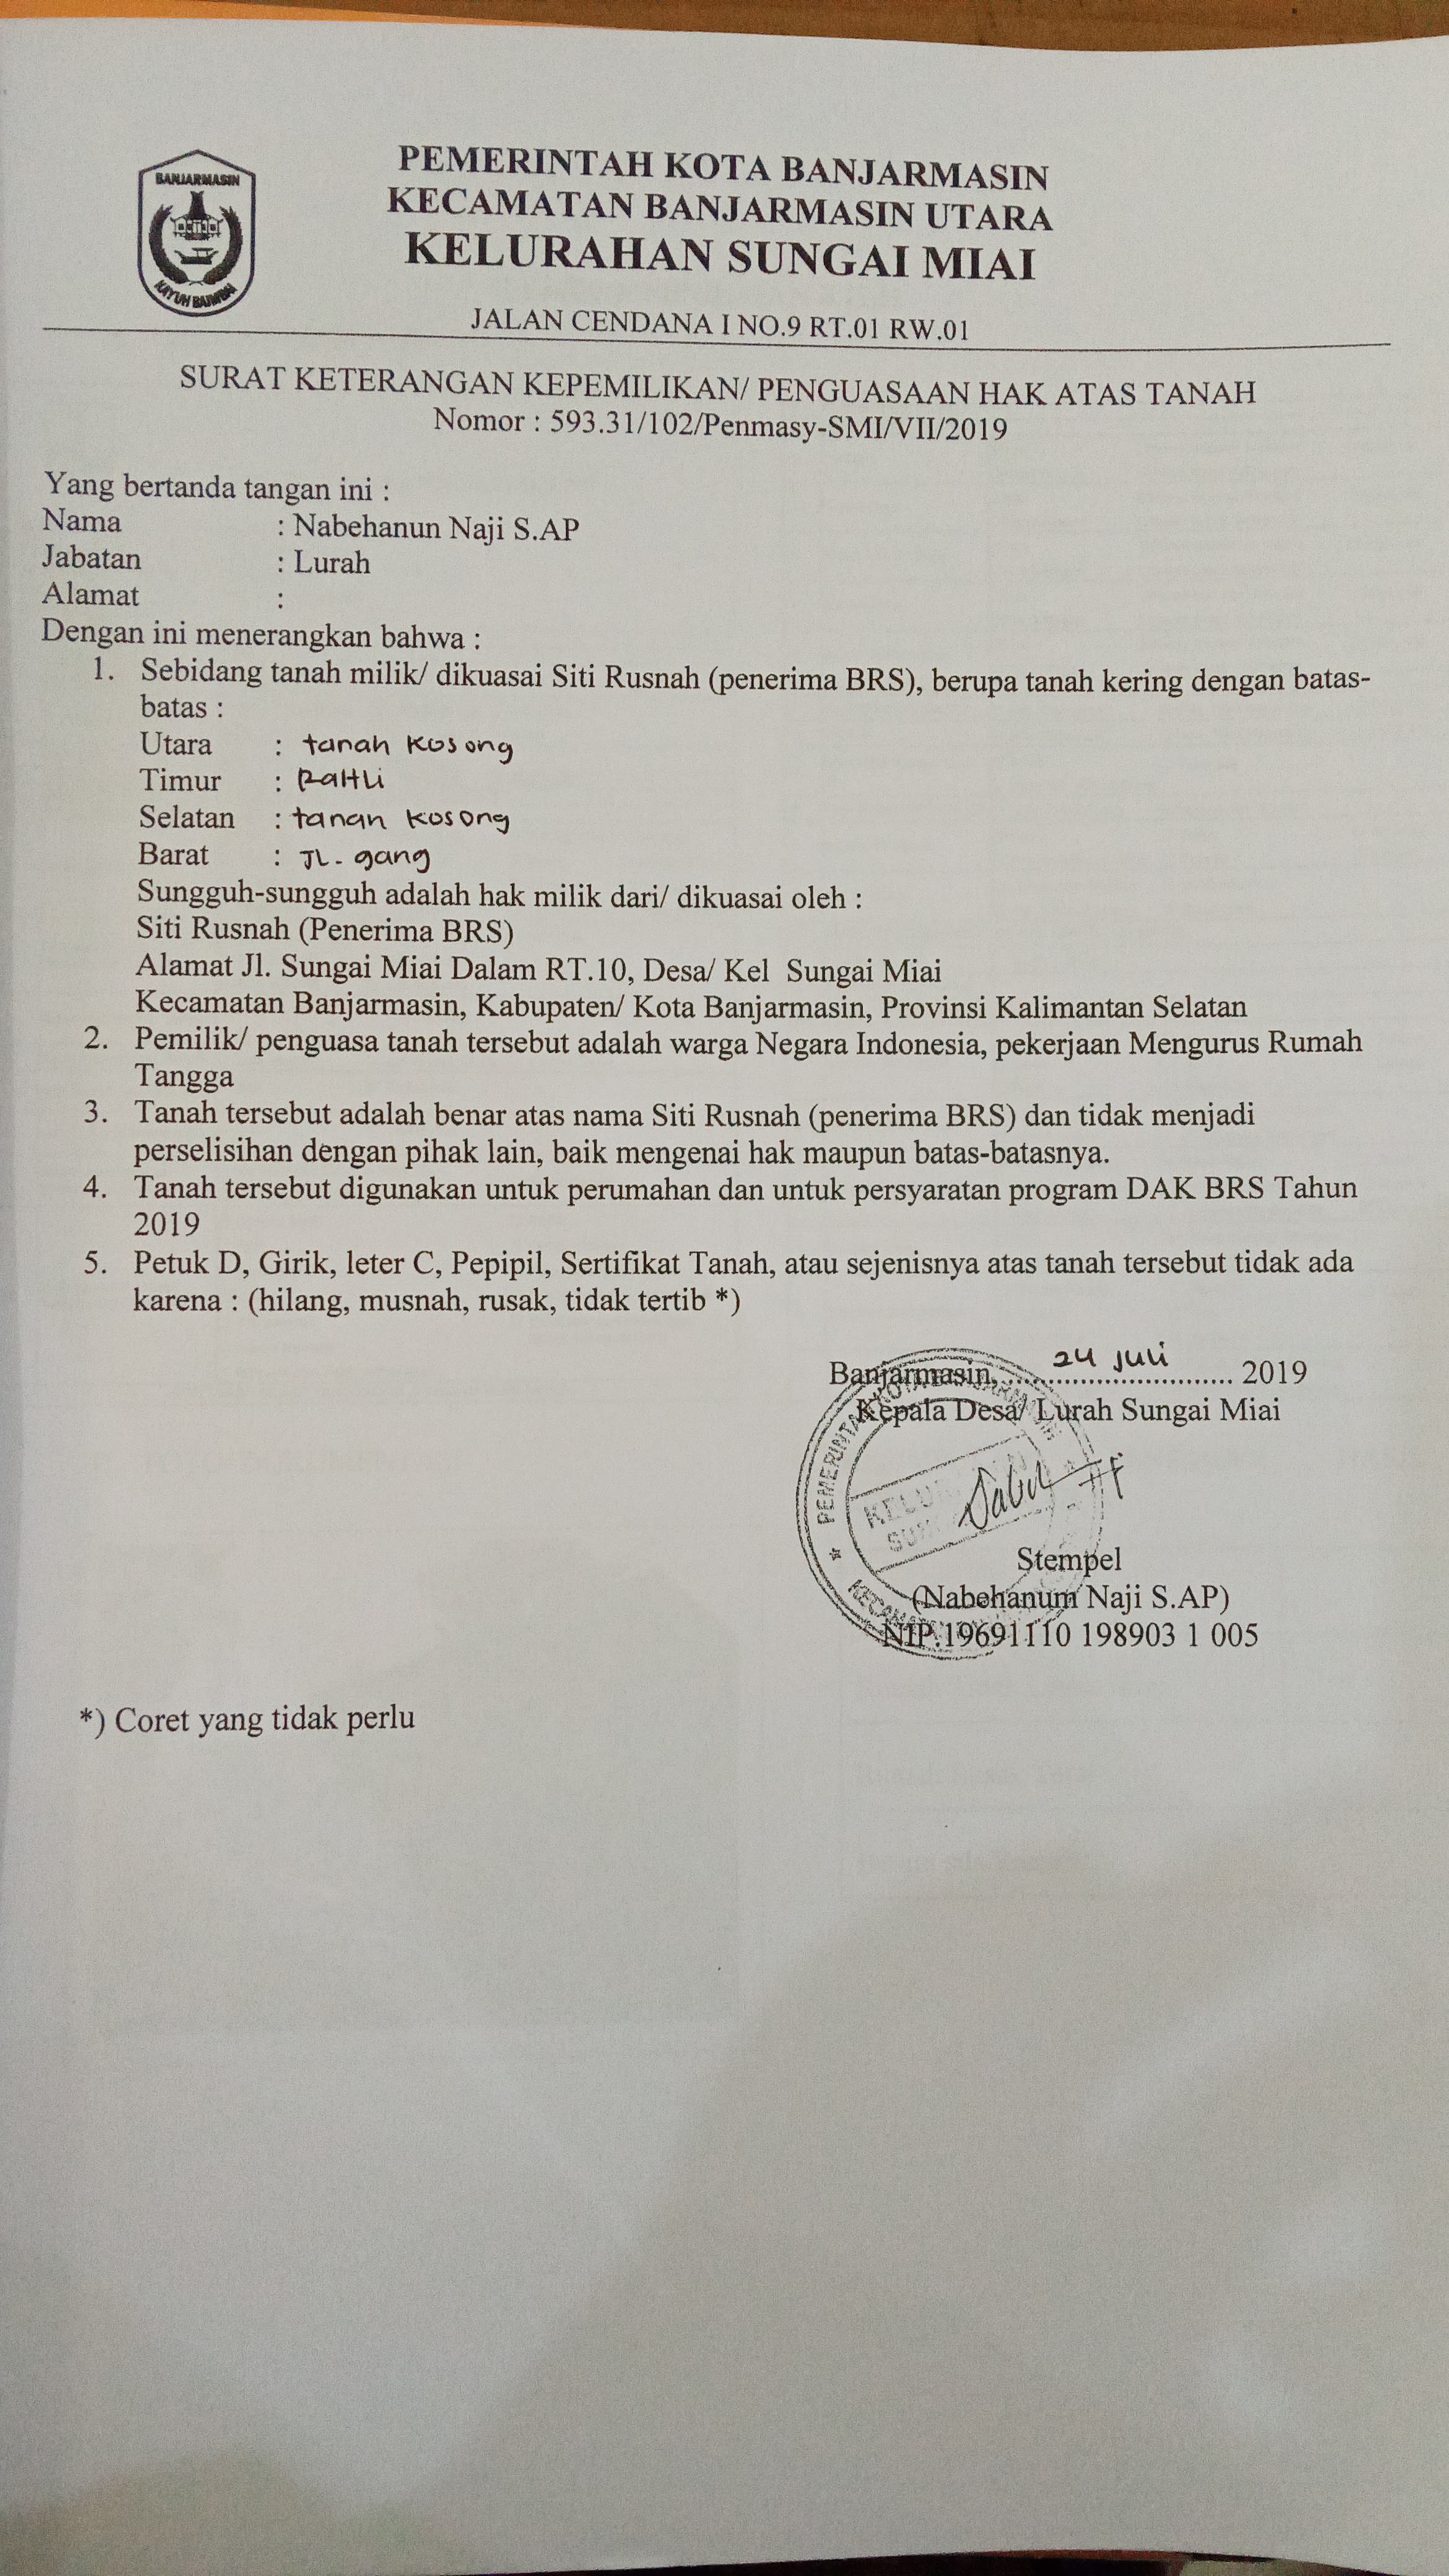 BANJARMASIN
KAYUH BAIMBAI
PEMERINTAH KOTA BANJARMASIN
KECAMATAN BANJARMASIN UTARA
KELURAHAN SUNGAI MIAI
JALAN CENDANA I NO.9 RT.01 RW.01
SURAT KETERANGAN KEPEMILIKAN/ PENGUASAAN HAK ATAS TANAH
Nomor : 593.31/102/Penmasy-SMI/VII/2019
Yang bertanda tangan ini :
Nama : Nabehanun Naji S.AP
Jabatan : Lurah
Alamat :
Dengan ini menerangkan bahwa :
1. Sebidang tanah milik/ dikuasai Siti Rusnah (penerima BRS), berupa tanah kering dengan batas-
batas :
Utara : tanah kosong
Timur : Rahli
Selatan : tanah kosong
Barat : JL. gang
Sungguh-sungguh adalah hak milik dari/ dikuasai oleh :
Siti Rusnah (Penerima BRS)
Alamat Jl. Sungai Miai Dalam RT.10, Desa/ Kel Sungai Miai
Kecamatan Banjarmasin, Kabupaten/ Kota Banjarmasin, Provinsi Kalimantan Selatan
2. Pemilik/ penguasa tanah tersebut adalah warga Negara Indonesia, pekerjaan Mengurus Rumah
Tangga
3. Tanah tersebut adalah benar atas nama Siti Rusnah (penerima BRS) dan tidak menjadi
perselisihan dengan pihak lain, baik mengenai hak maupun batas-batasnya.
4. Tanah tersebut digunakan untuk perumahan dan untuk persyaratan program DAK BRS Tahun
2019
5. Petuk D, Girik, leter C, Pepipil, Sertifikat Tanah, atau sejenisnya atas tanah tersebut tidak ada
karena : (hilang, musnah, rusak, tidak tertib *)
Banjarmasin, 24 Juli 2019
Kepala Desa/ Lurah Sungai Miai
Stempel
(Nabehanum Naji S.AP)
NIP.19691110 198903 1 005
*) Coret yang tidak perlu